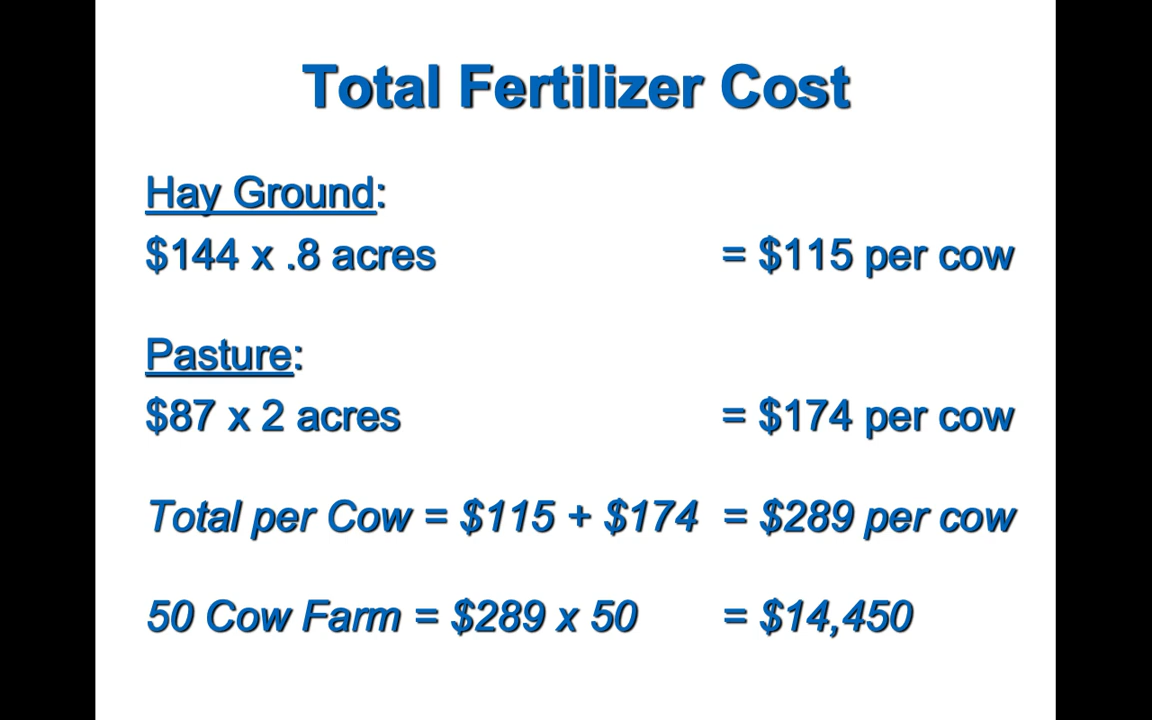 Total Fertilizer Cost
Hay Ground:
$144 x .8 acres = $115 per cow
Pasture:
$87 x 2 acres = $174 per cow
Total per Cow = $115 + $174 = $289 per cow
50 Cow Farm = $289 x 50 = $14,450